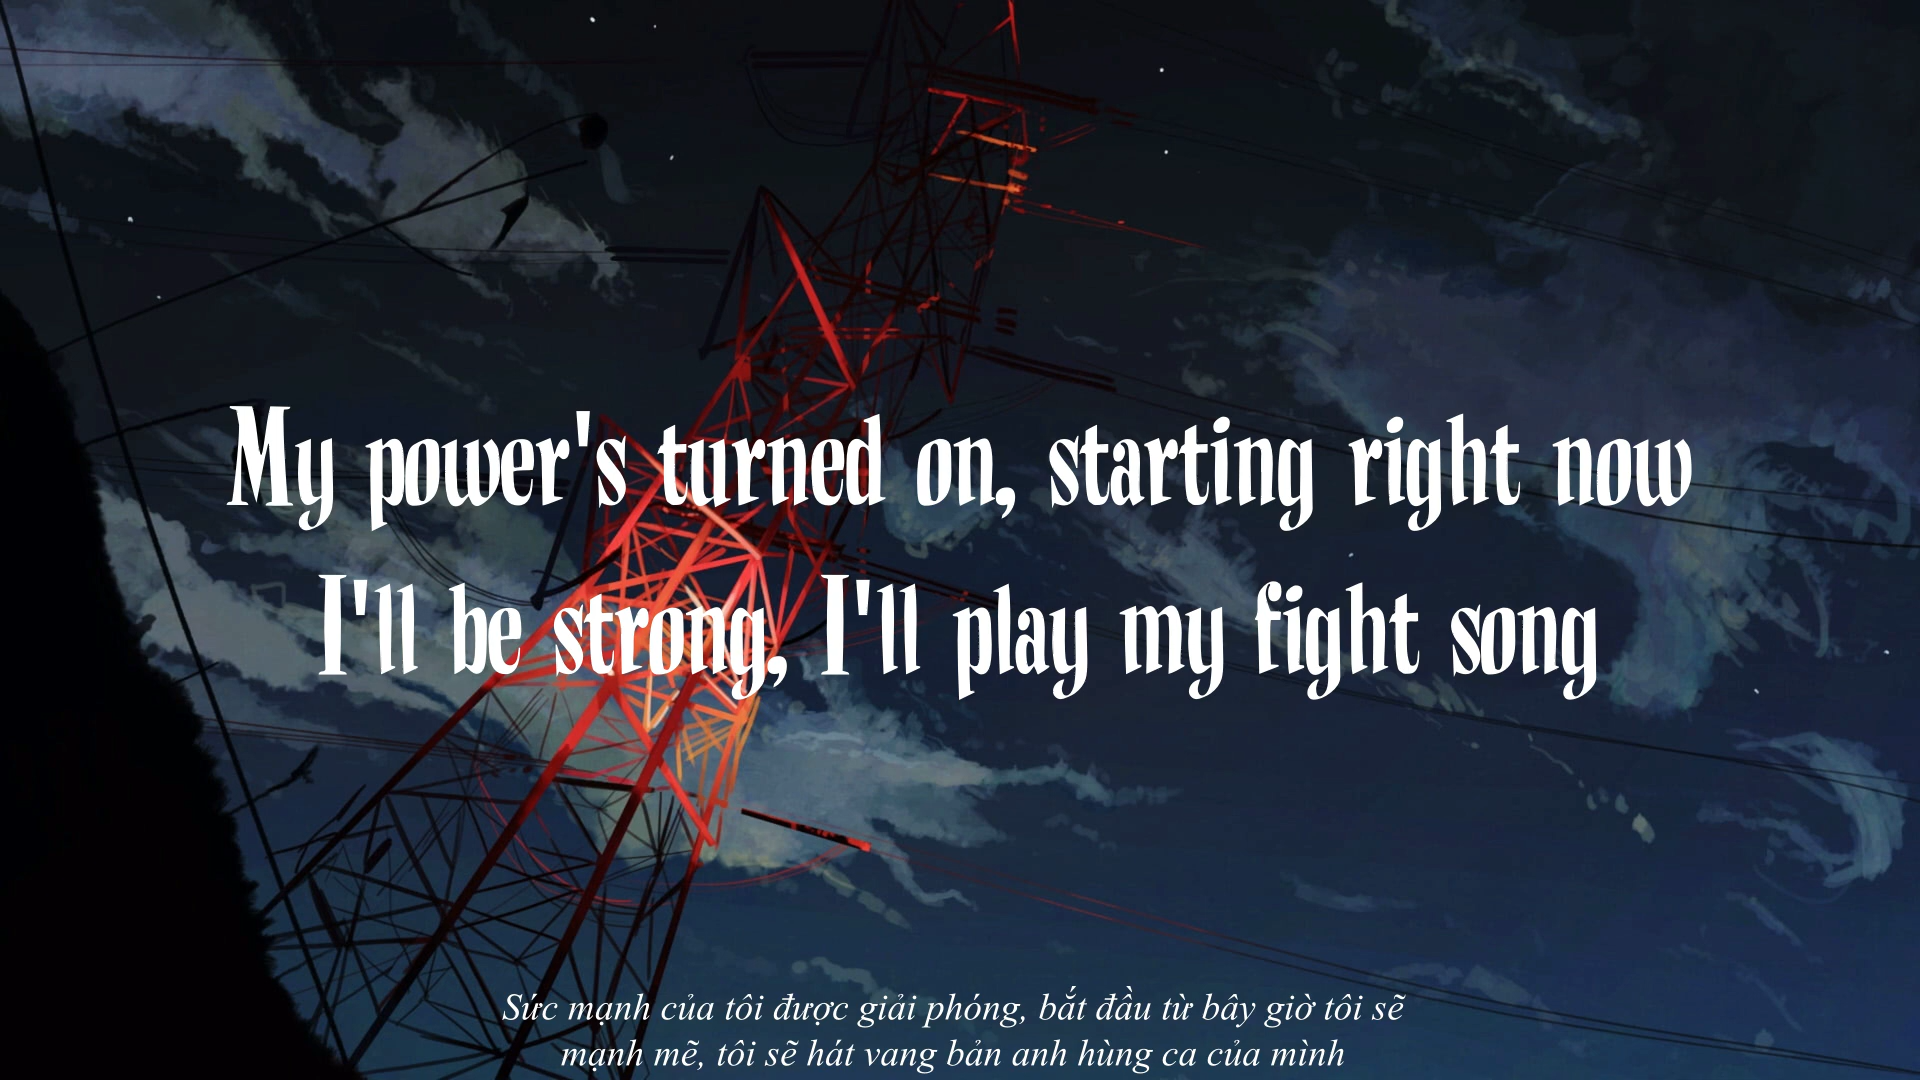 My power's turned on, starting right now
I'll be strong, I'll play my fight song
Sức mạnh của tôi được giải phóng, bắt đầu từ bây giờ tôi sẽ
mạnh mẽ, tôi sẽ hát vang bản anh hùng ca của mình